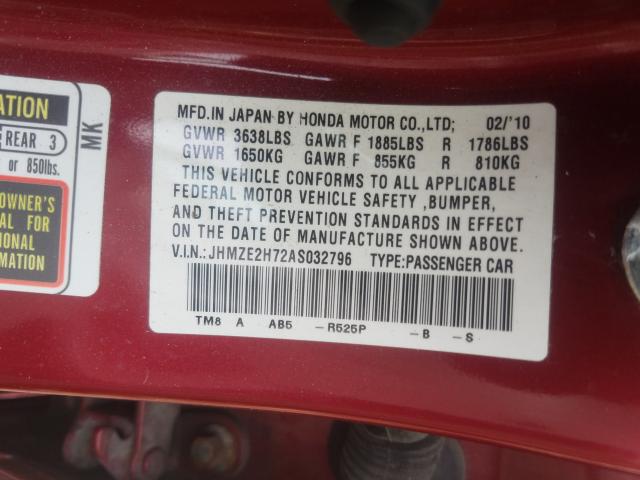 ATION
REAR 3
or 850lbs.
OWNER'S
AL FOR
IONAL
RMATION
MK
MFD.IN JAPAN BY HONDA MOTOR CO.,LTD; 02/'10
GVWR 3638LBS GAWR F 1885LBS R 1786LBS
GVWR 1650KG GAWR F 855KG R 810KG
THIS VEHICLE CONFORMS TO ALL APPLICABLE
FEDERAL MOTOR VEHICLE SAFETY ,BUMPER,
AND THEFT PREVENTION STANDARDS IN EFFECT
ON THE DATE OF MANUFACTURE SHOWN ABOVE.
V.I.N.:JHMZE2H72AS032796 TYPE:PASSENGER CAR
TM8 A AB5 -R525P -B -S